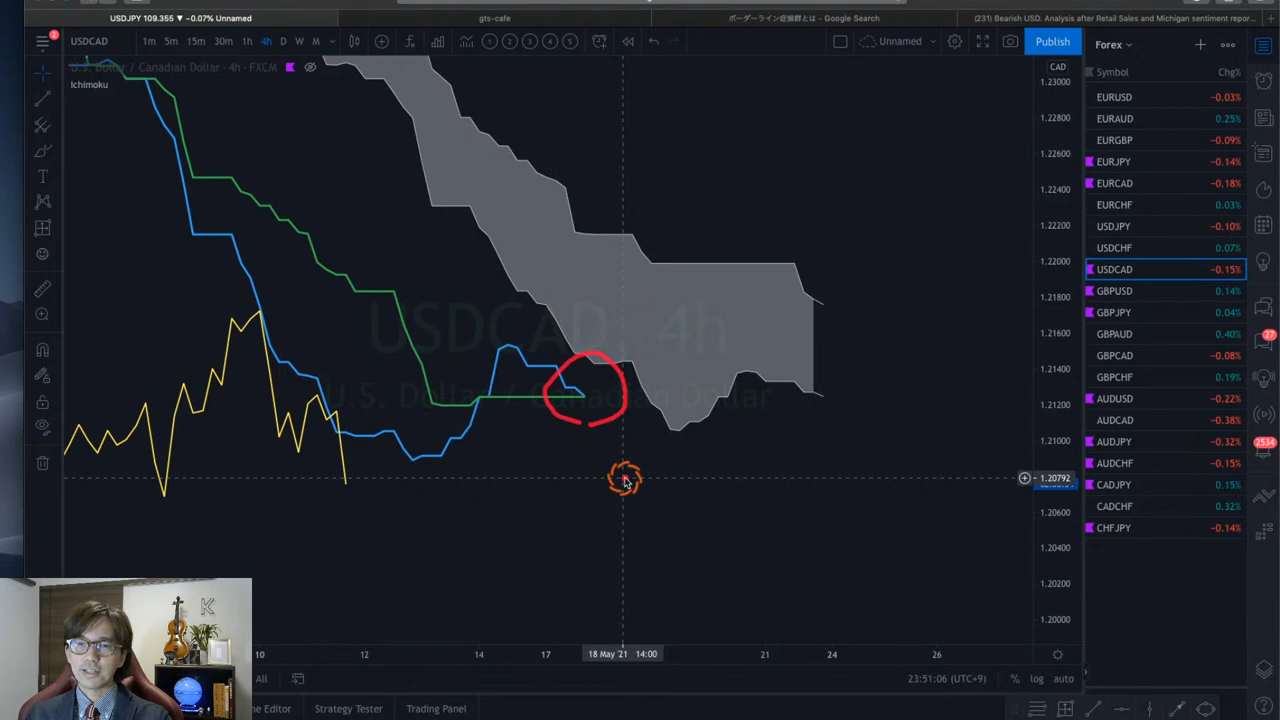 USDJPY 109.355 ▼ −0.07% Unnamed
gts-cafe
ボーダーライン症候群とは - Google Search
(231) Bearish USD. Analysis after Retail Sales and Michigan sentiment repor...
2
USDCAD
1m 5m 15m 30m 1h 4h D W M
1 2 3 4 5
Unnamed
Publish
Forex
U.S. Dollar / Canadian Dollar · 4h · FXCM
Ichimoku
CAD
Symbol Chg%
EURUSD −0.03%
EURAUD 0.25%
EURGBP −0.09%
EURJPY −0.14%
EURCAD −0.18%
EURCHF 0.03%
USDJPY −0.10%
USDCHF 0.07%
USDCAD −0.15%
GBPUSD 0.14%
GBPJPY 0.04%
GBPAUD 0.40%
GBPCAD −0.08%
GBPCHF 0.19%
AUDUSD −0.22%
AUDCAD −0.38%
AUDJPY −0.32%
AUDCHF −0.15%
CADJPY −0.14%
CADCHF 0.32%
CHFJPY −0.14%
27
2534
1.23000
1.22800
1.22600
1.22400
1.22200
1.22000
1.21800
1.21600
1.21400
1.21200
1.21000
1.20792
1.20600
1.20400
1.20200
1.20000
USDCAD, 4h
U.S. Dollar / Canadian Dollar
K
10 12 14 17 18 May '21 14:00 21 24 26
All
23:51:06 (UTC+9)
% log auto
Editor
Strategy Tester
Trading Panel